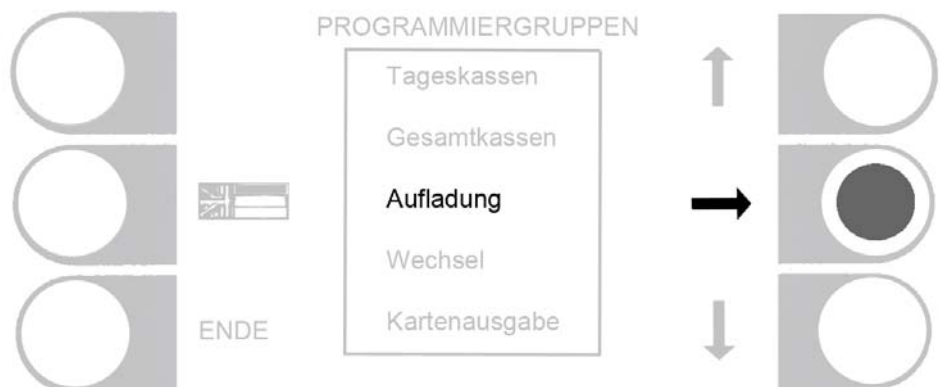 PROGRAMMIERGRUPPEN
Tageskassen
Gesamtkassen
Aufladung
Wechsel
ENDE
Kartenausgabe